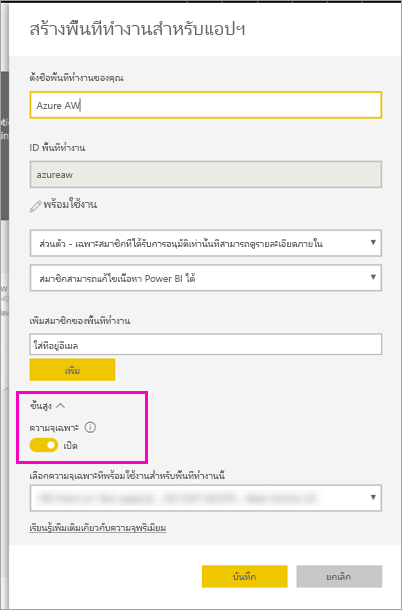 สร้างพื้นที่ทำงานสำหรับแอปฯ
ตั้งชื่อพื้นที่ทำงานของคุณ
Azure AW
ID พื้นที่ทำงาน
azureaw
พร้อมใช้งาน
ส่วนตัว - เฉพาะสมาชิกที่ได้รับการอนุมัติเท่านั้นที่สามารถดูรายละเอียดภายใน
สมาชิกสามารถแก้ไขเนื้อหา Power BI ได้
เพิ่มสมาชิกของพื้นที่ทำงาน
ใส่ที่อยู่อีเมล
เพิ่ม
ขั้นสูง
ความจุเฉพาะ
เปิด
เลือกความจุเฉพาะที่พร้อมใช้งานสำหรับพื้นที่ทำงานนี้
เรียนรู้เพิ่มเติมเกี่ยวกับความจุพรีเมียม
บันทึก
ยกเลิก